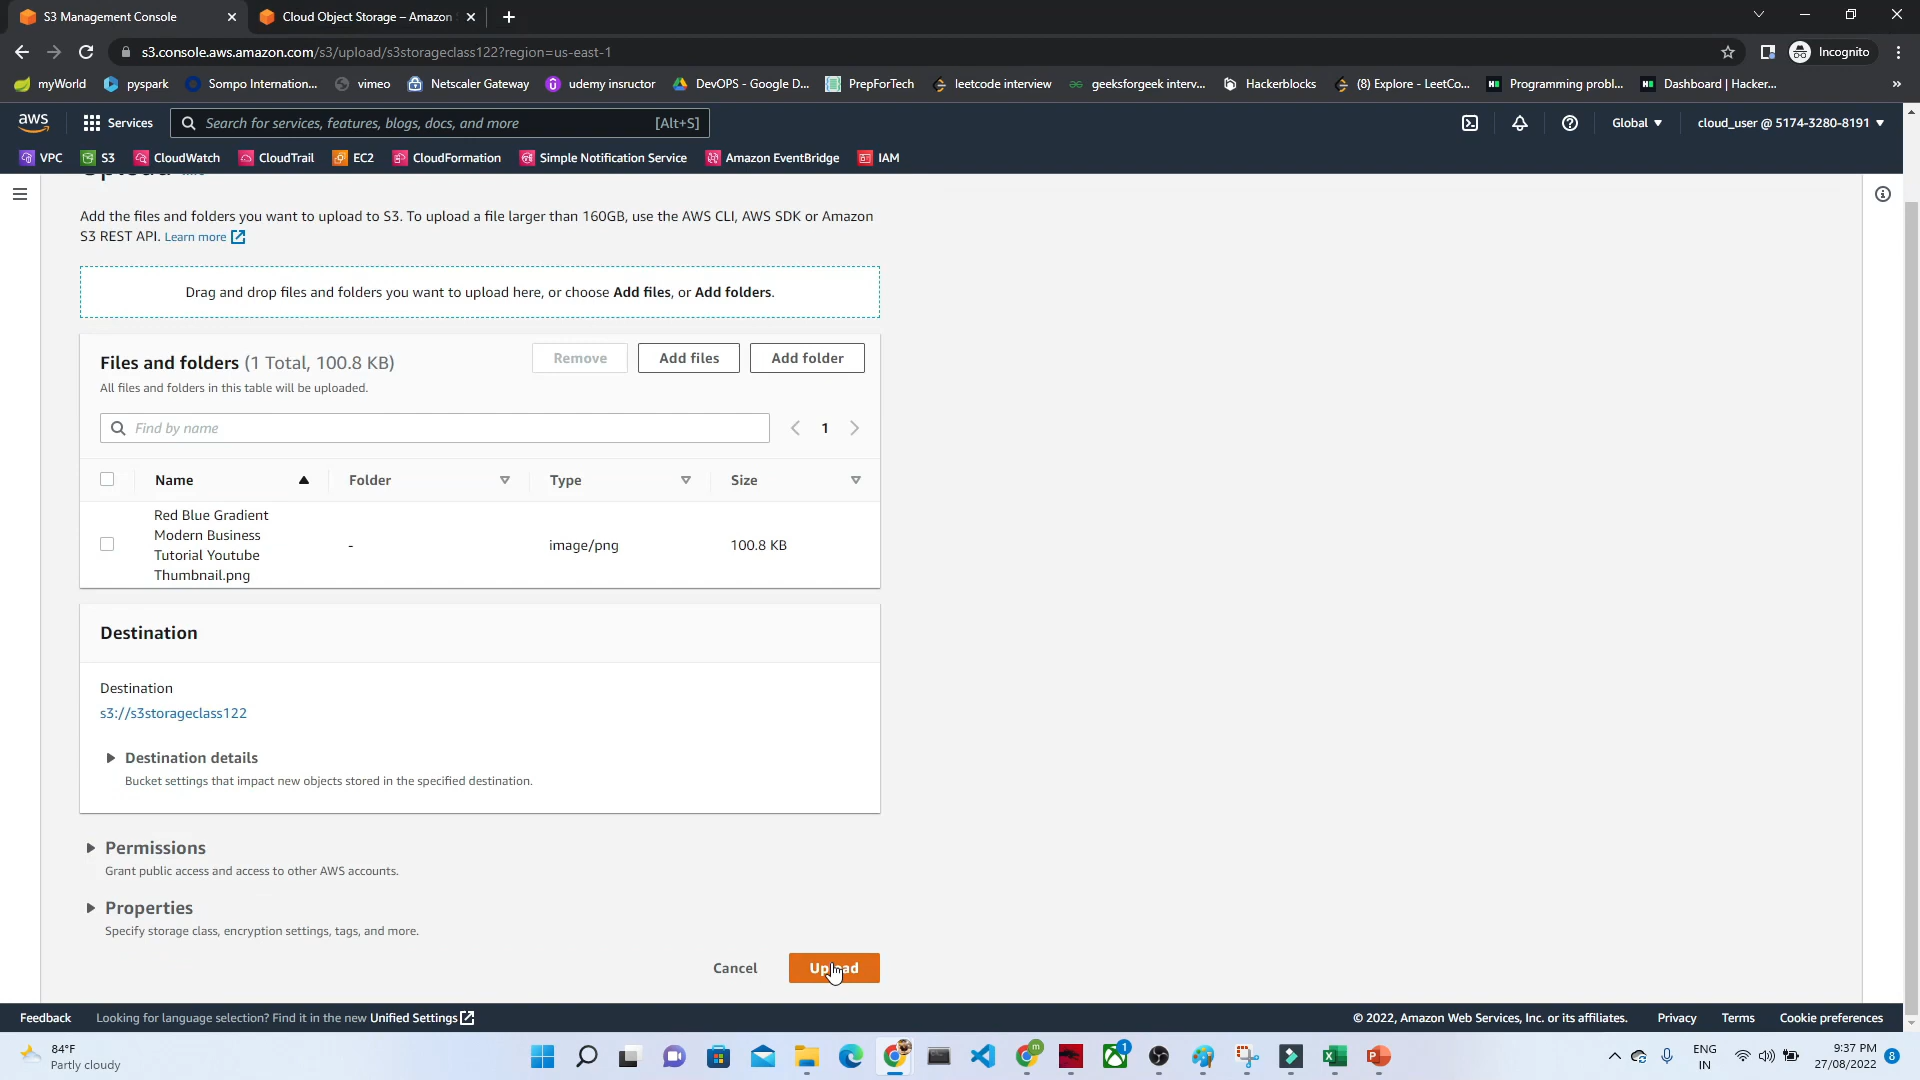 S3 Management Console
Cloud Object Storage – Amazon
s3.console.aws.amazon.com/s3/upload/s3storageclass122?region=us-east-1
Incognito
myWorld
pyspark
Sompo Internation...
vimeo
Netscaler Gateway
udemy insructor
DevOPS - Google D...
PrepForTech
leetcode interview
geeksforgeek interv...
Hackerblocks
(8) Explore - LeetCo...
Programming probl...
Dashboard | Hacker...
»
aws
Services
Search for services, features, blogs, docs, and more
[Alt+S]
Global
cloud_user @ 5174-3280-8191
VPC
S3
CloudWatch
CloudTrail
EC2
CloudFormation
Simple Notification Service
Amazon EventBridge
IAM
Add the files and folders you want to upload to S3. To upload a file larger than 160GB, use the AWS CLI, AWS SDK or Amazon
S3 REST API. Learn more
Drag and drop files and folders you want to upload here, or choose Add files, or Add folders.
Files and folders (1 Total, 100.8 KB)
Remove
Add files
Add folder
All files and folders in this table will be uploaded.
Find by name
1
Name
Folder
Type
Size
Red Blue Gradient
Modern Business
Tutorial Youtube
Thumbnail.png
-
image/png
100.8 KB
Destination
Destination
s3://s3storageclass122
Destination details
Bucket settings that impact new objects stored in the specified destination.
Permissions
Grant public access and access to other AWS accounts.
Properties
Specify storage class, encryption settings, tags, and more.
Cancel
Upload
Feedback
Looking for language selection? Find it in the new Unified Settings
© 2022, Amazon Web Services, Inc. or its affiliates.
Privacy
Terms
Cookie preferences
84°F
Partly cloudy
m
1
ENG
IN
9:37 PM
27/08/2022
8